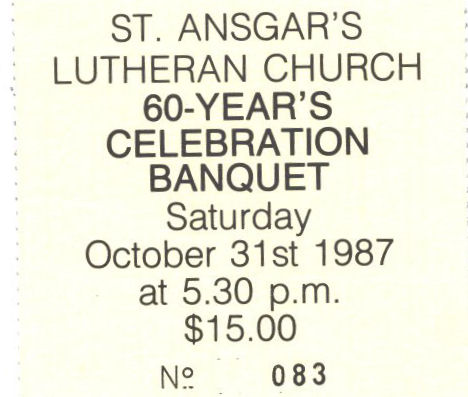 ST. ANSGAR'S
LUTHERAN CHURCH
60-YEAR'S
CELEBRATION
BANQUET
Saturday
October 31st 1987
at 5.30 p.m.
$15.00
Nº 083